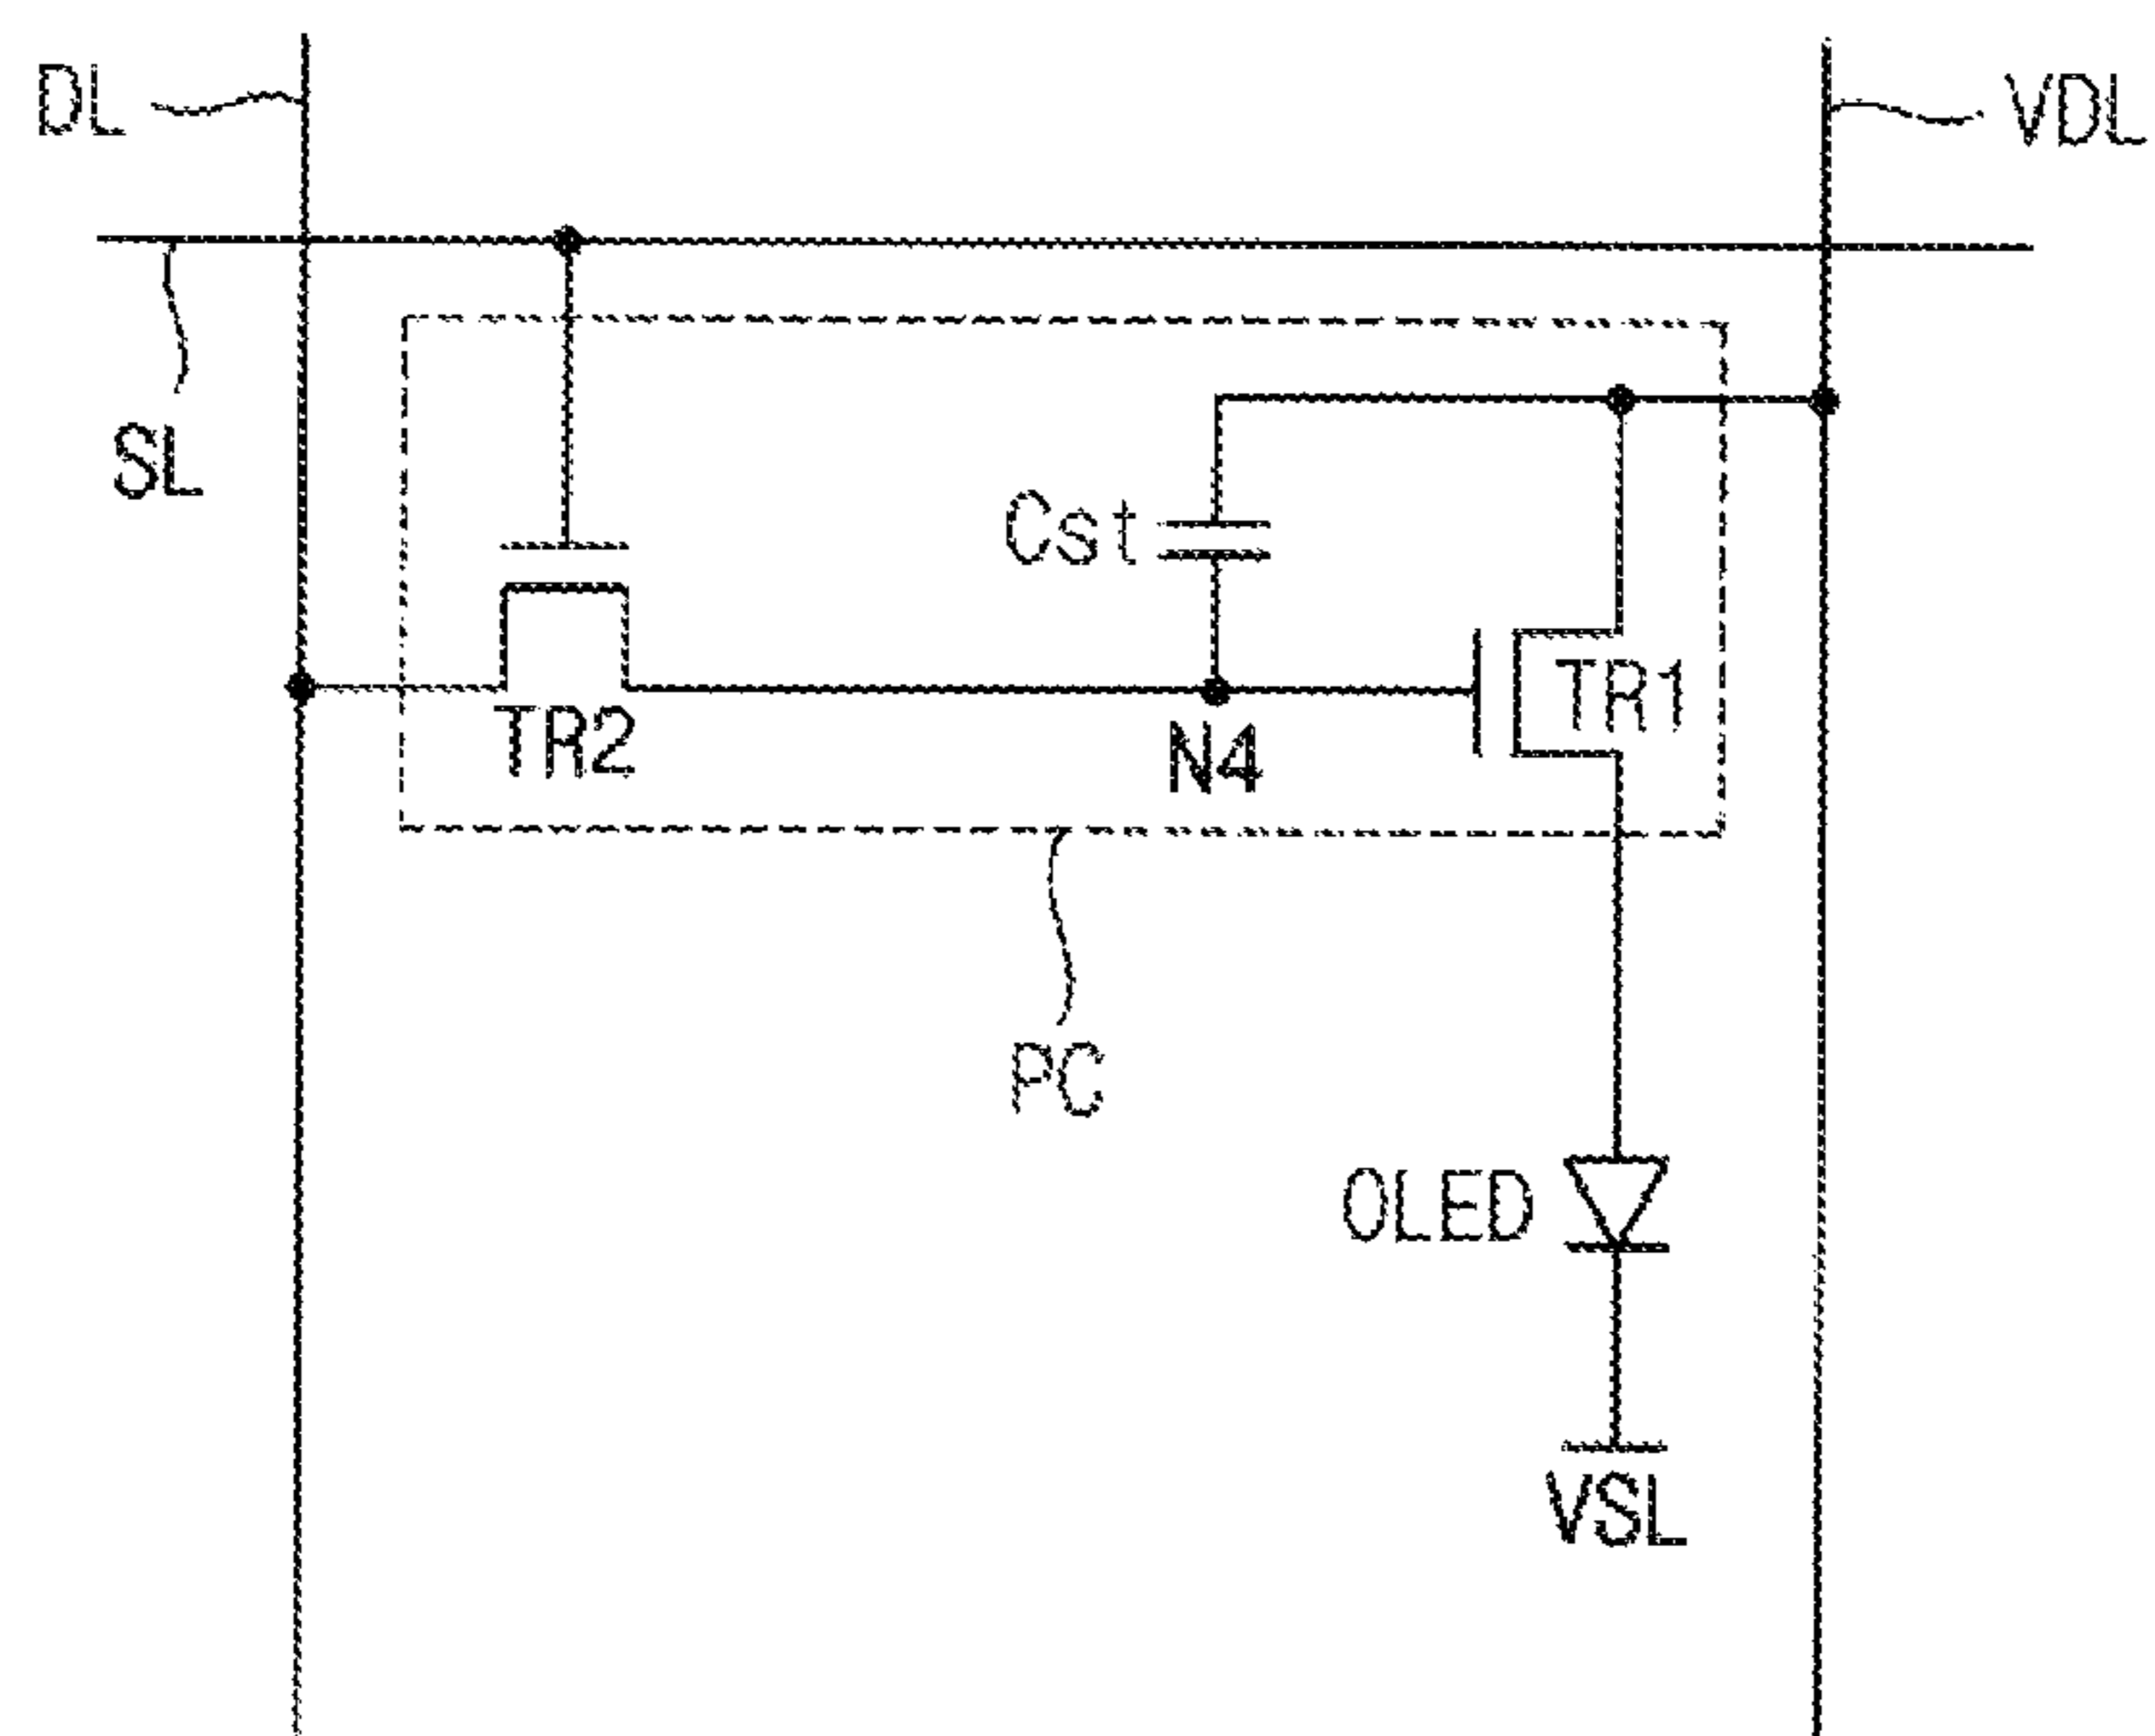 DL
VDL
SL
Cst
TR1
TR2
N4
PC
OLED
VSL